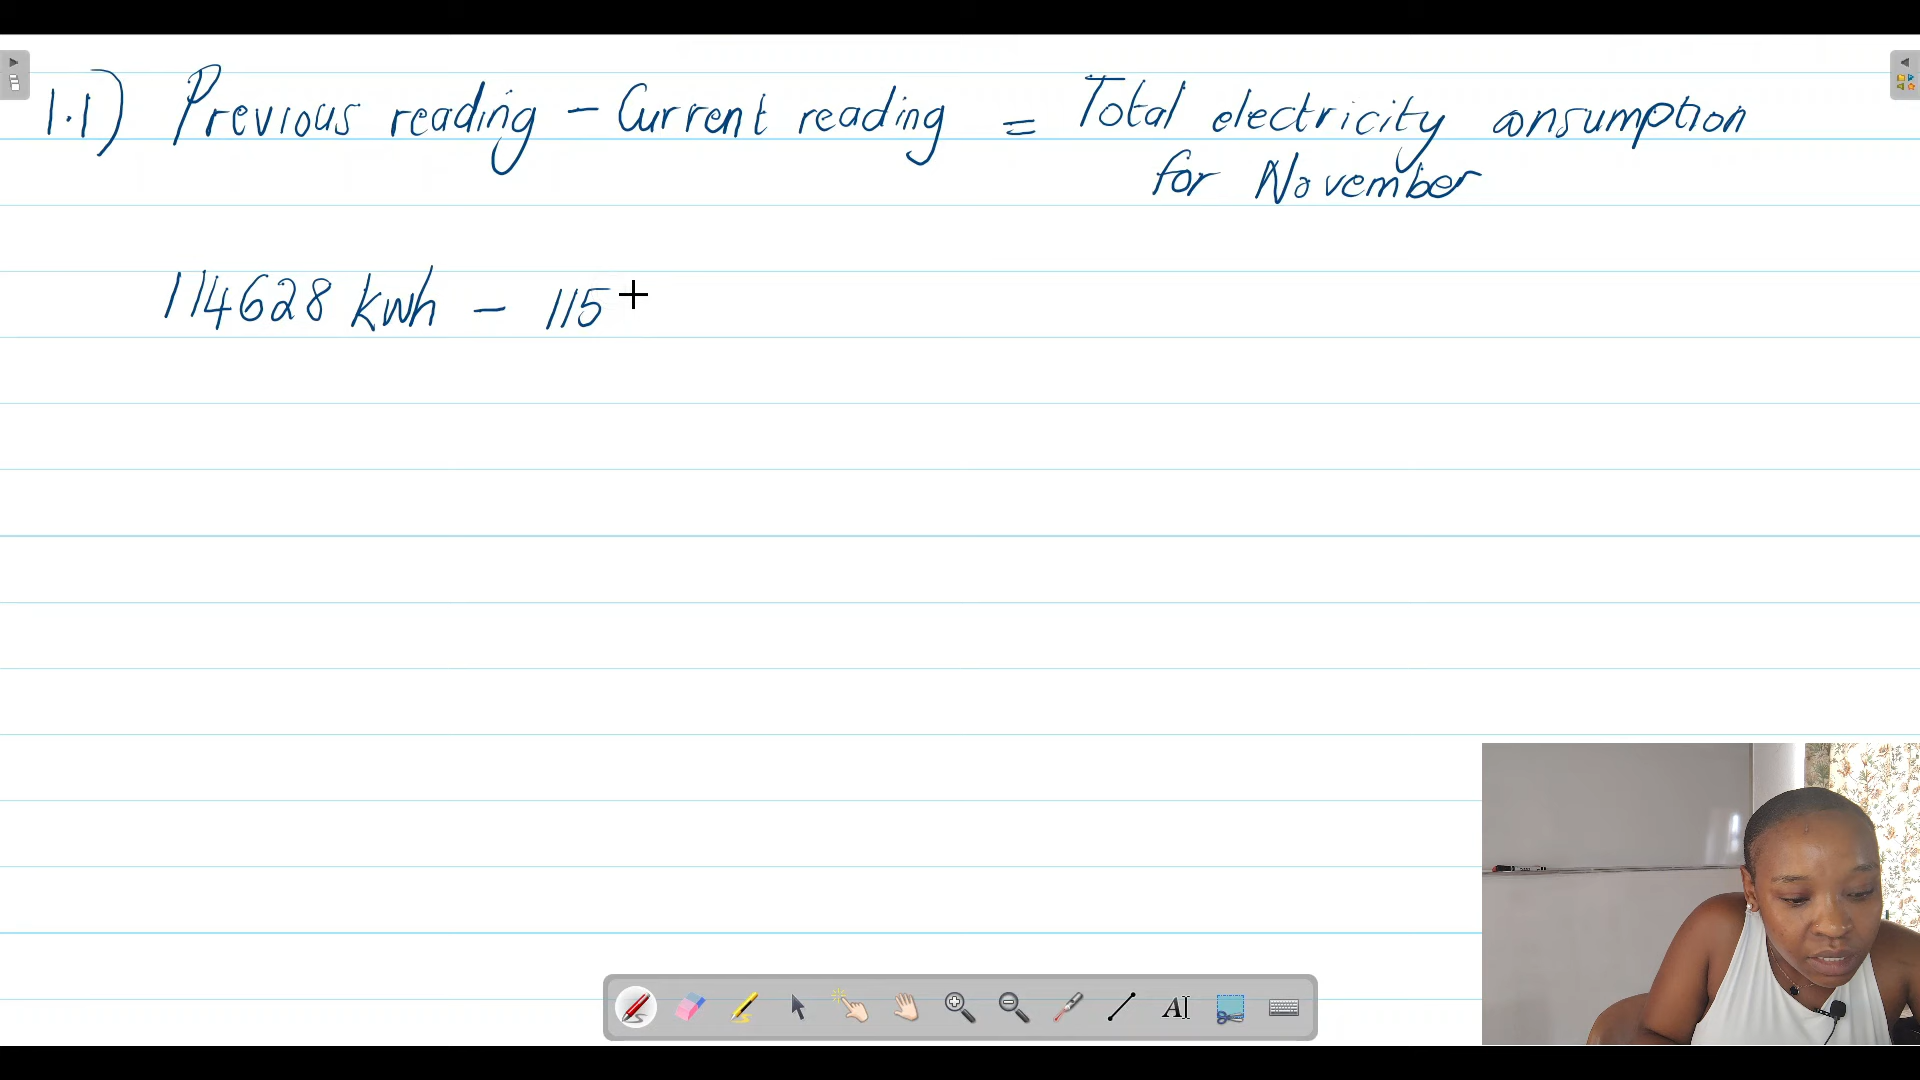 1.1) Previous reading - Current reading = Total electricity consumption
for November
114628 kwh - 115